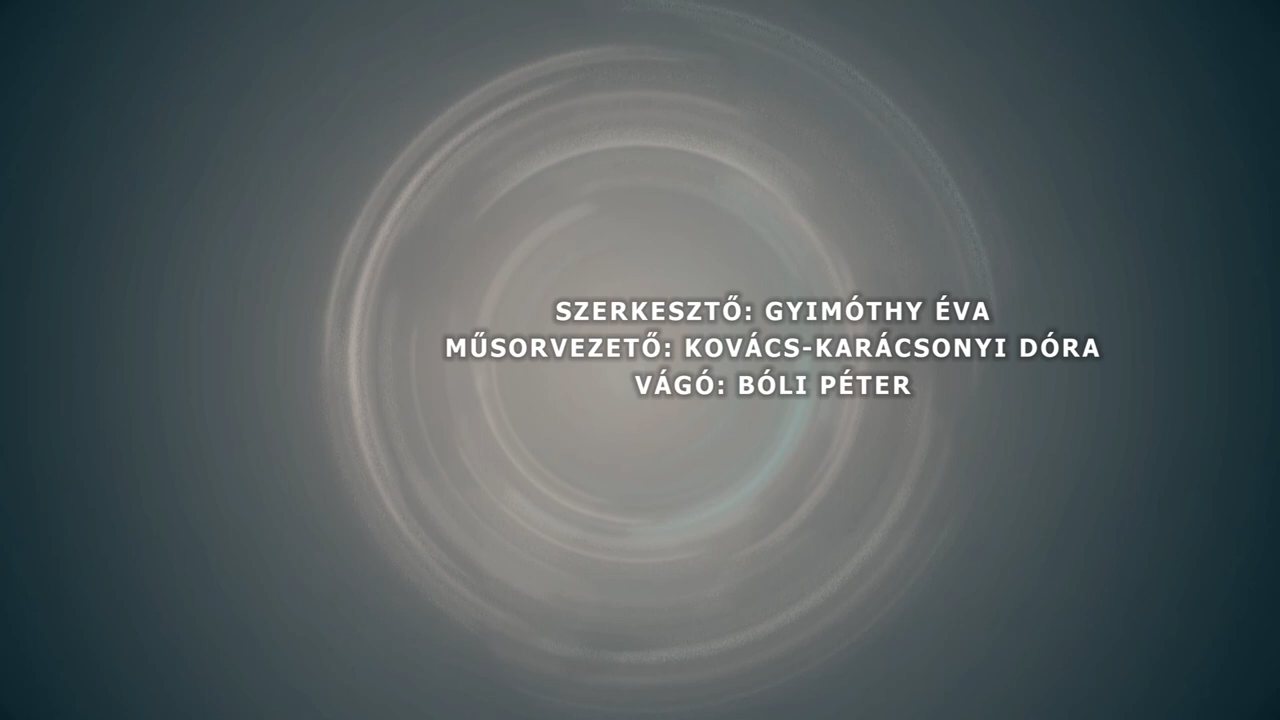 SZERKESZTŐ: GYIMÓTHY ÉVA
MŰSORVEZETŐ: KOVÁCS-KARÁCSONYI DÓRA
VÁGÓ: BÓLI PÉTER